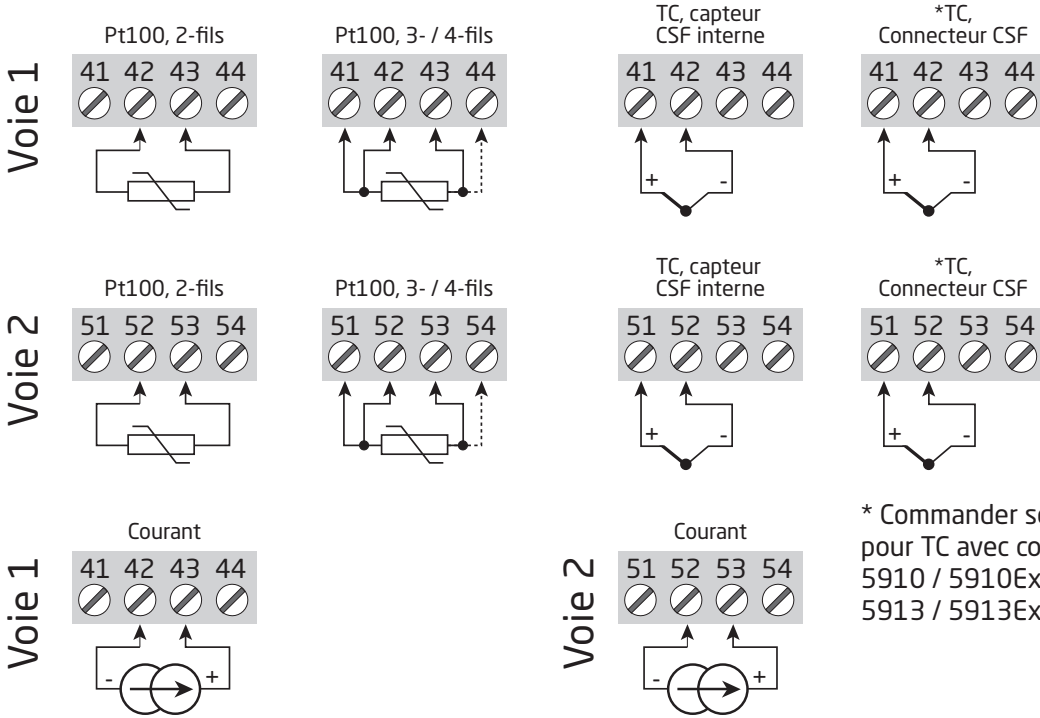 Voie 1
Pt100, 2-fils
41 42 43 44
Pt100, 3- / 4-fils
41 42 43 44
TC, capteur
CSF interne
41 42 43 44
+ -
*TC,
Connecteur CSF
41 42 43 44
+ -
Voie 2
Pt100, 2-fils
51 52 53 54
Pt100, 3- / 4-fils
51 52 53 54
TC, capteur
CSF interne
51 52 53 54
+ -
*TC,
Connecteur CSF
51 52 53 54
+ -
Voie 1
Courant
41 42 43 44
- +
Voie 2
Courant
51 52 53 54
- +
* Commander
pour TC avec
5910 / 5910Ex
5913 / 5913Ex